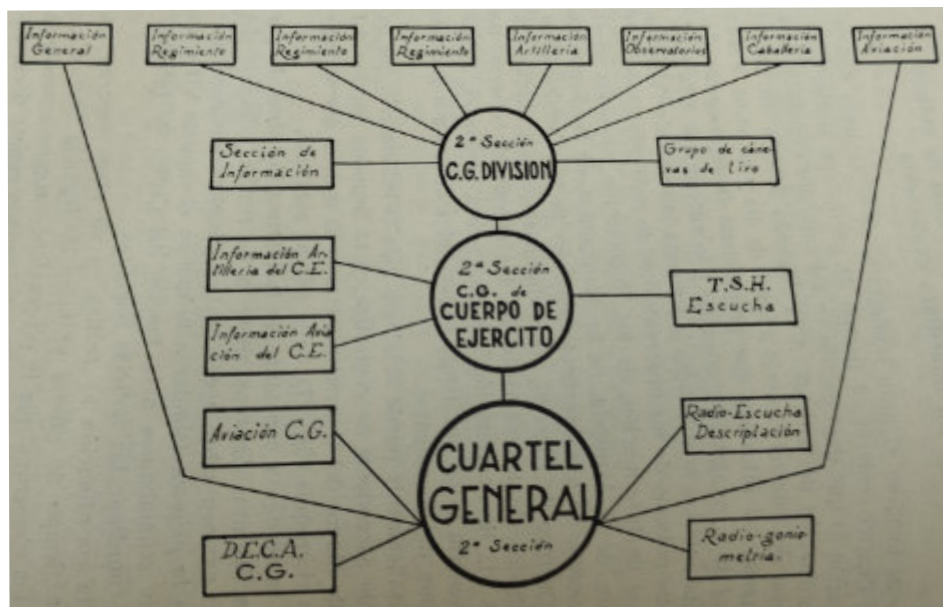 Información
General
Información
Regimiento
Información
Regimiento
Información
Regimiento
Información
Artillería
Información
Observatorios
Información
Caballería
Información
Aviación
2ª Sección
C.G. DIVISION
Sección de
Información
Grupo de cáne-
vas de tiro
Información Ar-
tillería del C.E.
Información Avia
ción del C.E.
2ª Sección
C.G. de
CUERPO DE
EJERCITO
T.S.H.
Escucha
Aviación C.G.
Radio-Escucha
Descriptación
CUARTEL
GENERAL
2ª Sección
D.E.C.A.
C.G.
Radio-gonio
metría.